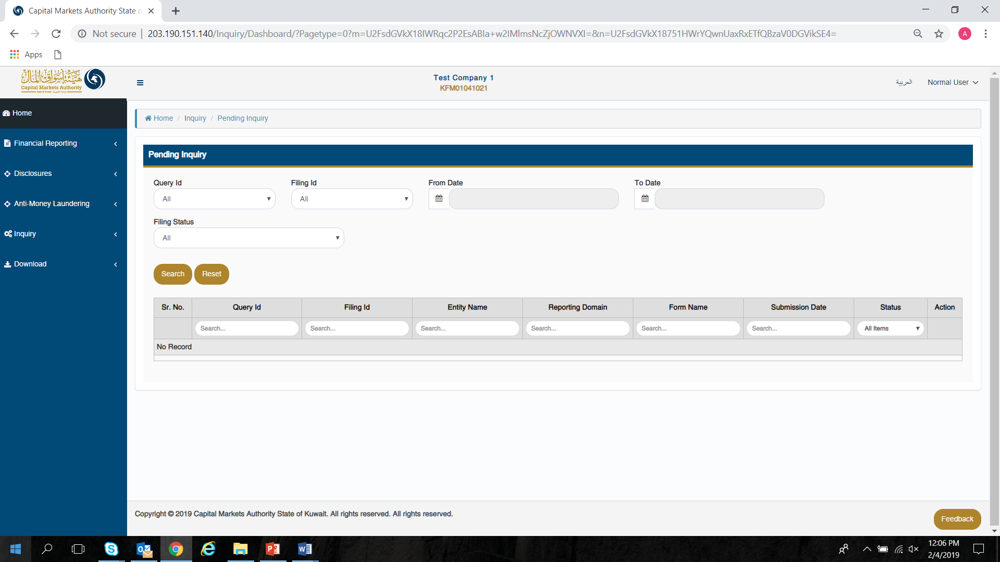 Capital Markets Authority State o
Not secure | 203.190.151.140/Inquiry/Dashboard/?Pagetype=0?m=U2FsdGVkX18IWRqc2P2EsABIa+w2IMlmsNcZjOWNVXI=&n=U2FsdGVkX18751HWrYQwnUaxRxETfQBzaV0DGVikSE4=
A
Apps
هيئة أسواق المال
Capital Markets Authority
Test Company 1
KFM01041021
العربية
Normal User
Home
Financial Reporting
Disclosures
Anti-Money Laundering
Inquiry
Download
Home / Inquiry / Pending Inquiry
Pending Inquiry
Query Id Filing Id From Date To Date
All All
Filing Status
All
Search Reset
Sr. No. Query Id Filing Id Entity Name Reporting Domain Form Name Submission Date Status Action
Search... Search... Search... Search... Search... Search... All Items
No Record
Copyright © 2019 Capital Markets Authority State of Kuwait. All rights reserved. All rights reserved.
Feedback
12:06 PM
2/4/2019